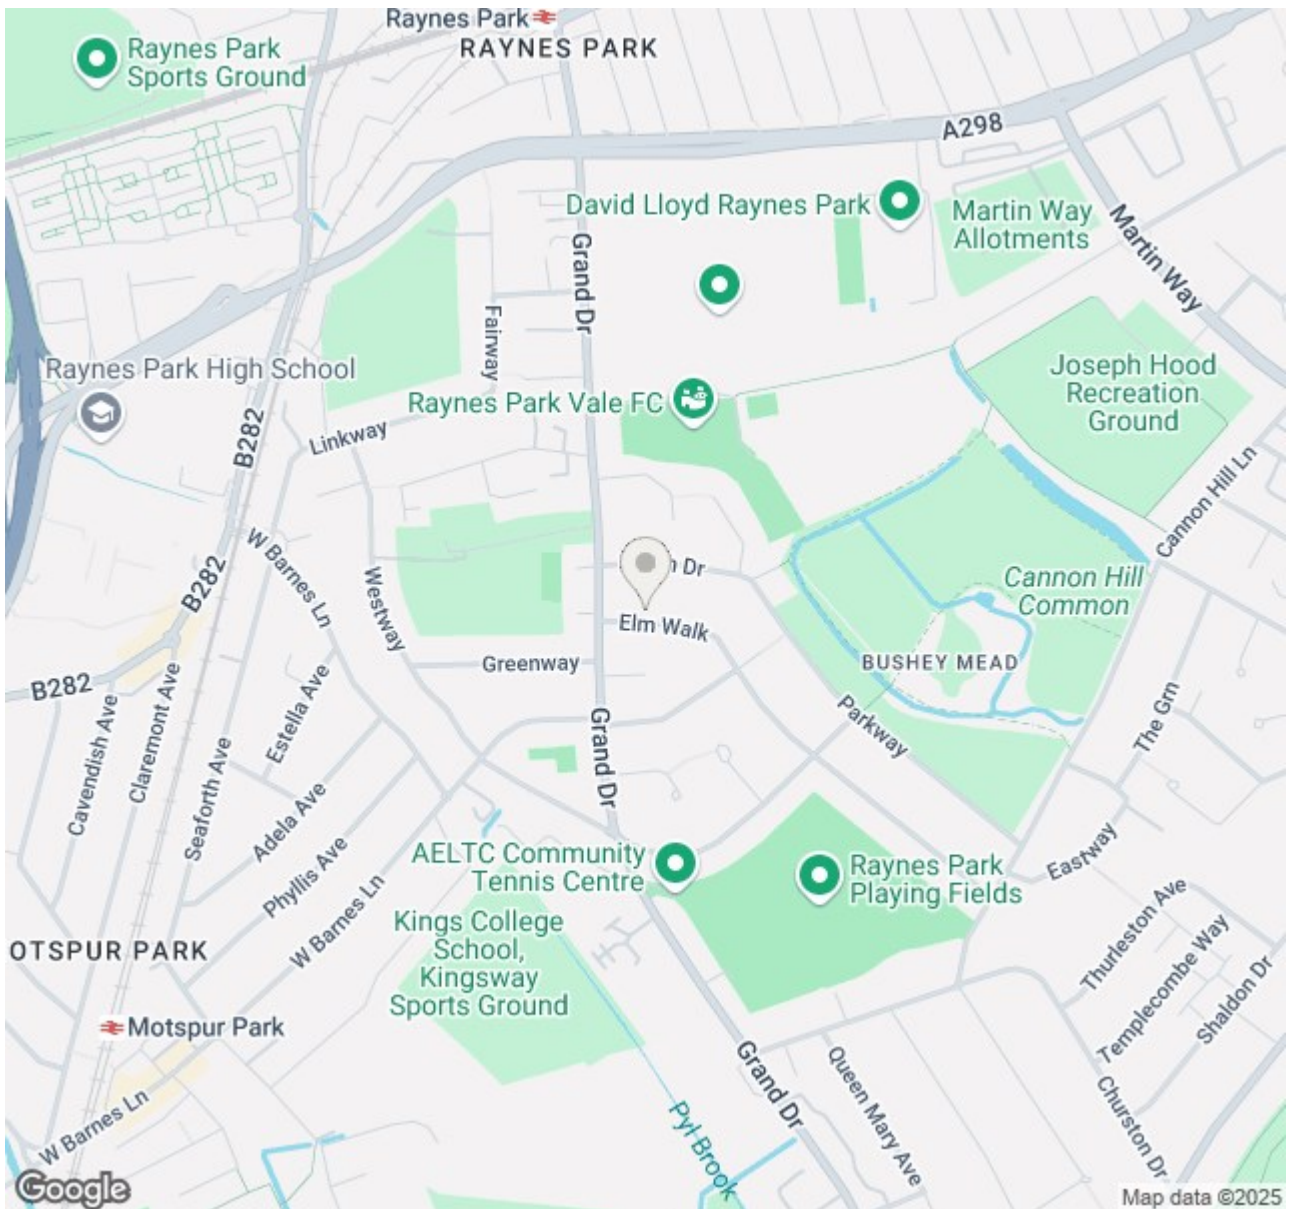 Raynes Park
RAYNES PARK
Raynes Park
Sports Ground
A298
David Lloyd Raynes Park
Martin Way
Allotments
Martin Way
Grand Dr
Fairway
Raynes Park High School
Joseph Hood
Recreation
Ground
Raynes Park Vale FC
Linkway
B282
Cannon Hill Ln
W Barnes Ln
B282
Westway
Dr
Cannon Hill
Common
Elm Walk
Greenway
BUSHEY MEAD
B282
Estella Ave
Claremont Ave
Cavendish Ave
Seaforth Ave
Grand Dr
Parkway
The Grn
Adela Ave
Phyllis Ave
AELTC Community
Tennis Centre
Raynes Park
Playing Fields
Eastway
W Barnes Ln
Kings College
School,
Kingsway
Sports Ground
Thurleston Ave
Templecombe Way
Shaldon Dr
OTSPUR PARK
Motspur Park
Grand Dr
Queen Mary Ave
Churston Dr
W Barnes Ln
Pyl Brook
Google
Map data ©2025